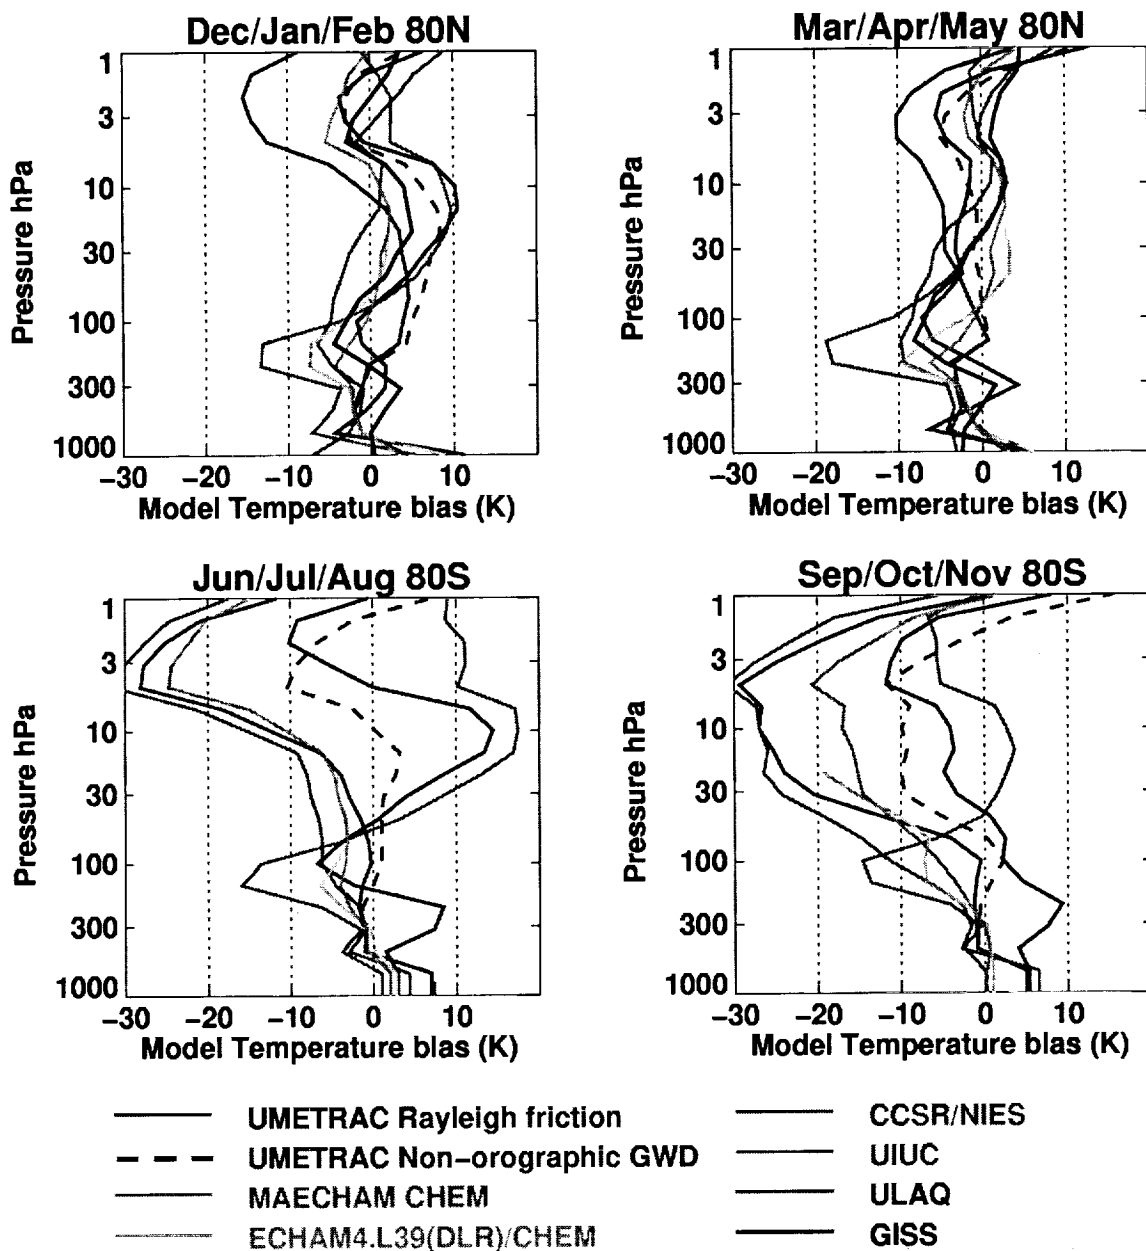 Dec/Jan/Feb 80N
1
3
10
30
100
300
1000
Pressure hPa
−30 −20 −10 0 10
Model Temperature bias (K)
Mar/Apr/May 80N
1
3
10
30
100
300
1000
Pressure hPa
−30 −20 −10 0 10
Model Temperature bias (K)
Jun/Jul/Aug 80S
1
3
10
30
100
300
1000
Pressure hPa
−30 −20 −10 0 10
Model Temperature bias (K)
Sep/Oct/Nov 80S
1
3
10
30
100
300
1000
Pressure hPa
−30 −20 −10 0 10
Model Temperature bias (K)
UMETRAC Rayleigh friction
UMETRAC Non−orographic GWD
MAECHAM CHEM
ECHAM4.L39(DLR)/CHEM
CCSR/NIES
UIUC
ULAQ
GISS